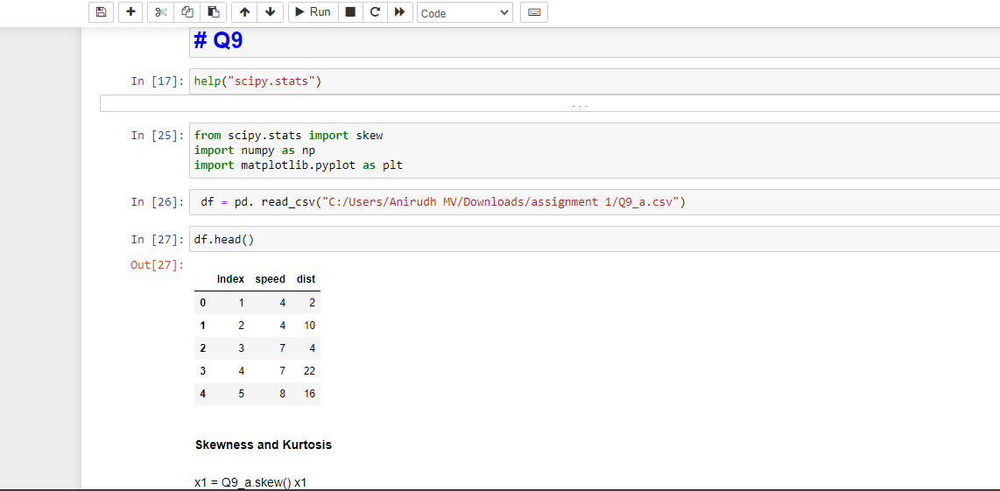 Run
Code
# Q9
In [17]: help("scipy.stats")
...
In [25]: from scipy.stats import skew
import numpy as np
import matplotlib.pyplot as plt
In [26]: df = pd. read_csv("C:/Users/Anirudh MV/Downloads/assignment 1/Q9_a.csv")
In [27]: df.head()
Out[27]:
Index speed dist
0 1 4 2
1 2 4 10
2 3 7 4
3 4 7 22
4 5 8 16
Skewness and Kurtosis
x1 = Q9_a.skew() x1